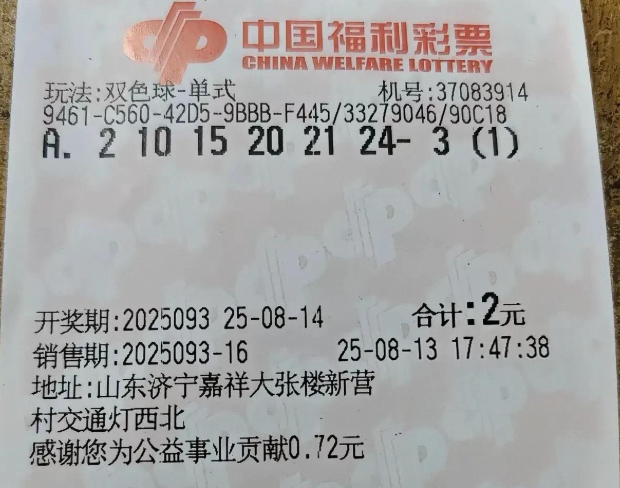 中国福利彩票
CHINA WELFARE LOTTERY
玩法:双色球-单式 机号:37083914
9461-C560-42D5-9BBB-F445/33279046/90C18
A. 2 10 15 20 21 24- 3 (1)
开奖期:2025093 25-08-14 合计:2元
销售期:2025093-16 25-08-13 17:47:38
地址:山东济宁嘉祥大张楼新营
村交通灯西北
感谢您为公益事业贡献0.72元